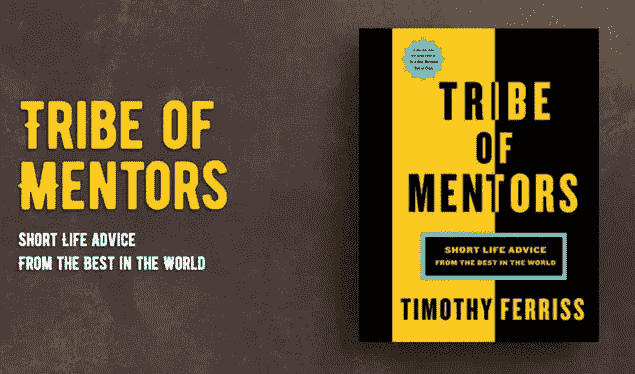 TRIBE OF
MENTORS
SHORT LIFE ADVICE
FROM THE BEST IN THE WORLD
TRIBE
OF
MENTORS
SHORT LIFE ADVICE
FROM THE BEST IN THE WORLD
TIMOTHY FERRISS